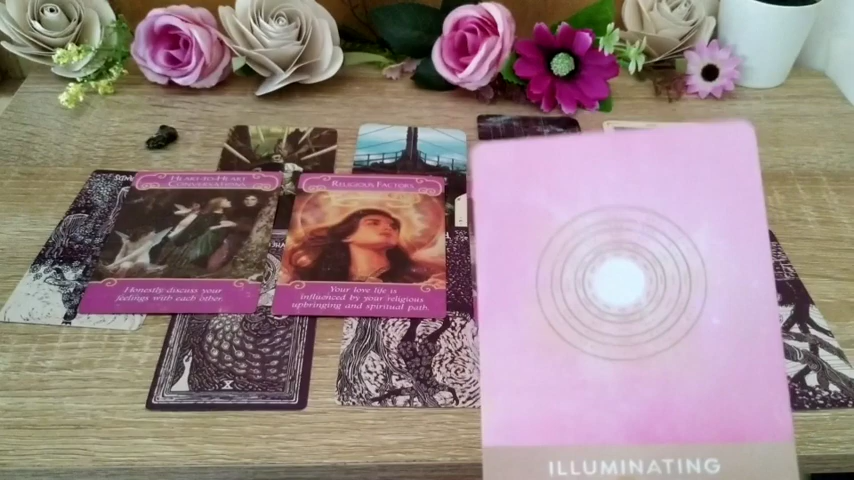 HEART-TO-HEART
CONVERSATIONS
Honestly discuss your
feelings with each other.
RELIGIOUS FACTORS
Your love life is
influenced by your religious
upbringing and spiritual path.
X
ILLUMINATING